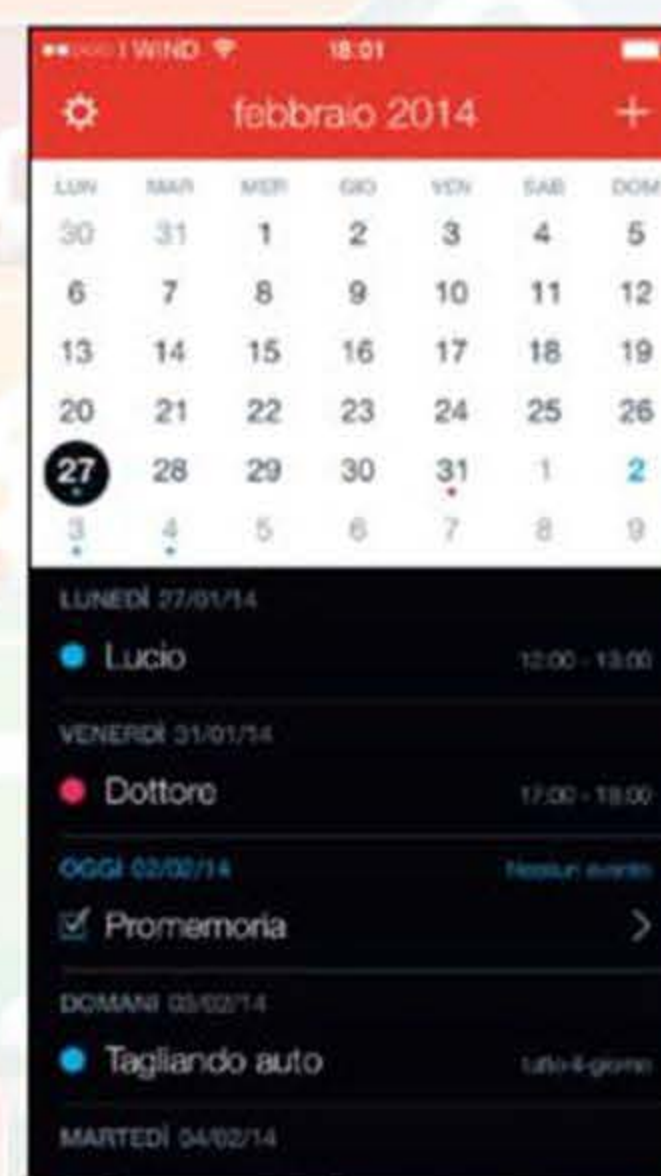 WIND 18:01
febbraio 2014
LUN MAR MER GIO VEN SAB DOM
30 31 1 2 3 4 5
6 7 8 9 10 11 12
13 14 15 16 17 18 19
20 21 22 23 24 25 26
27 28 29 30 31 1 2
3 4 5 6 7 8 9
LUNEDÌ 27/01/14
Lucio 12:00 - 13:00
VENERDÌ 31/01/14
Dottore 17:00 - 18:00
OGGI 02/02/14 Nessun evento
Promemoria
DOMANI 03/02/14
Tagliando auto tutto-il-giorno
MARTEDÌ 04/02/14